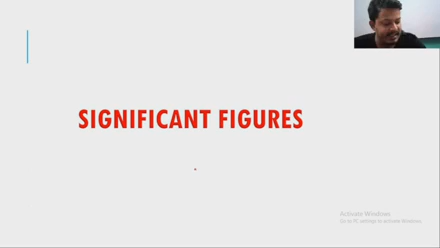 SIGNIFICANT FIGURES
Activate Windows
Go to PC settings to activate Windows.